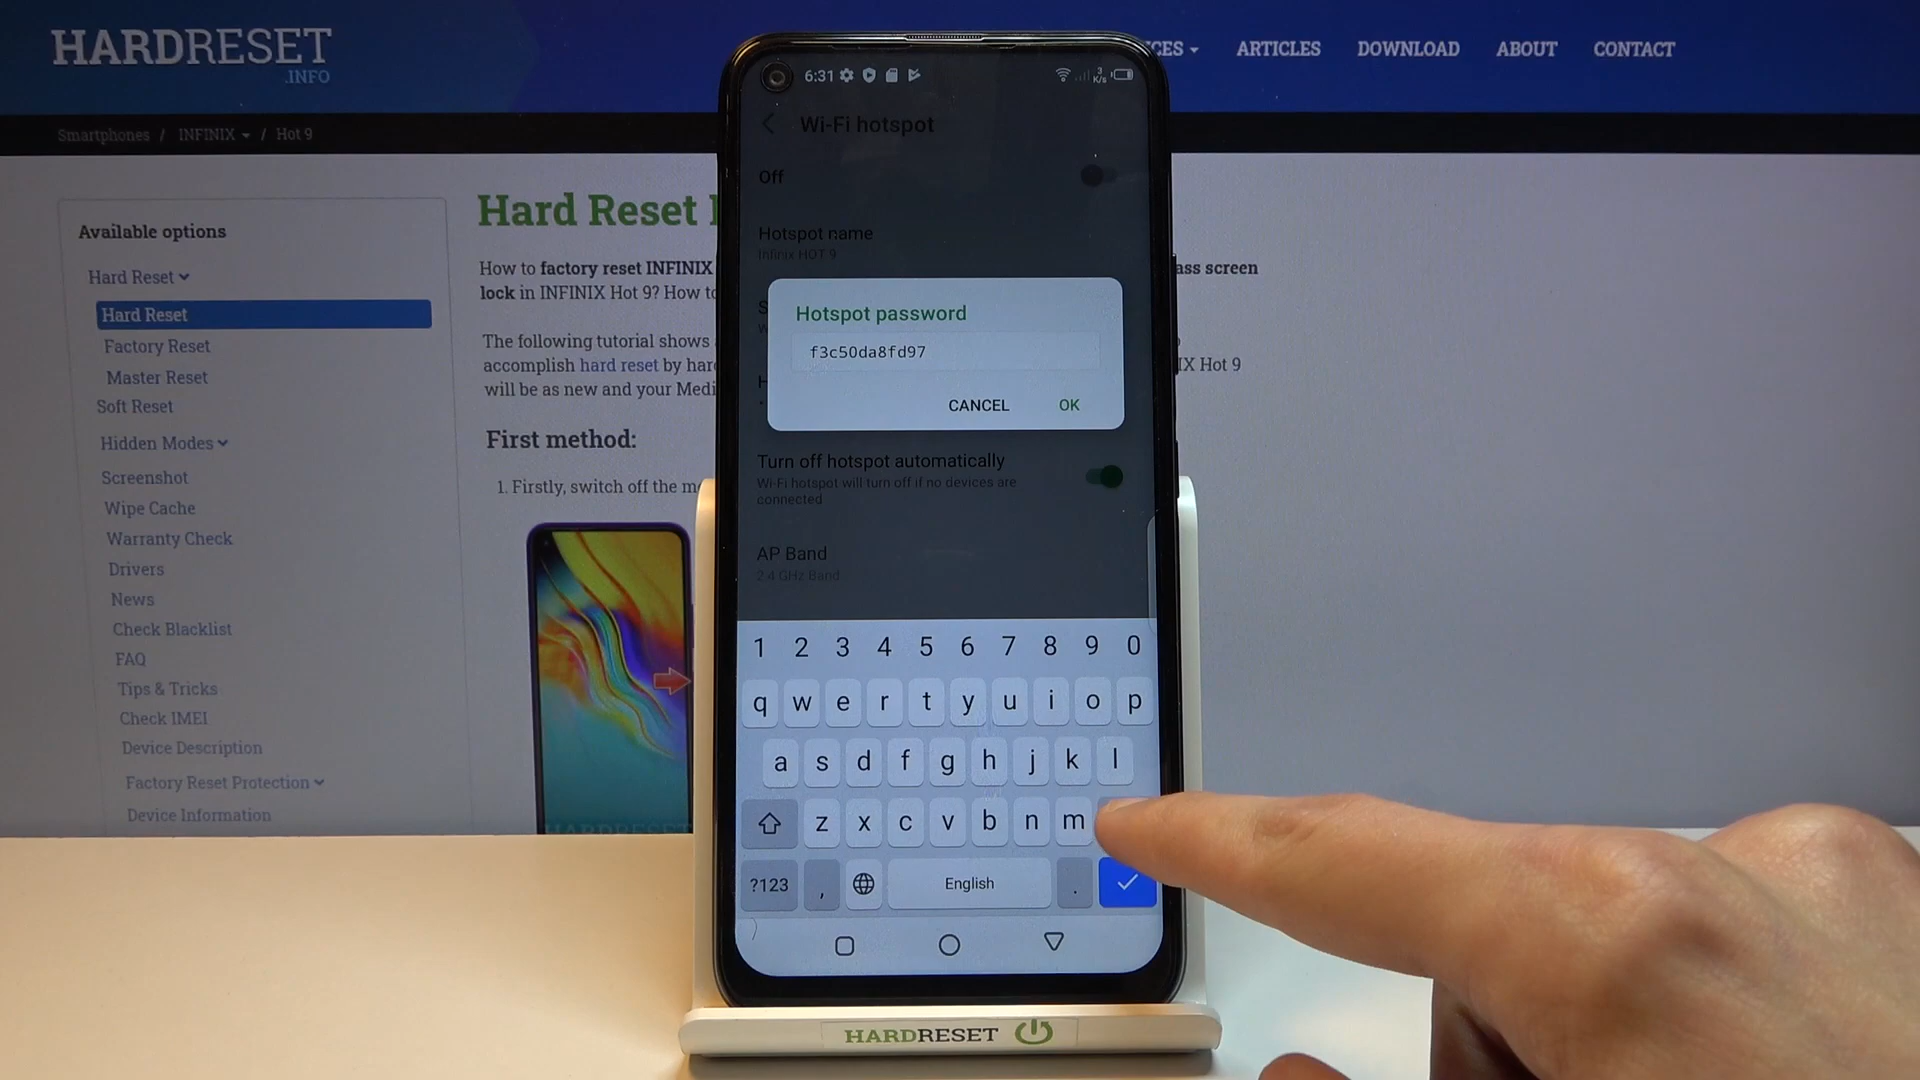 HARDRESET
.INFO
ARTICLES
DOWNLOAD
ABOUT
CONTACT
Smartphones / INFINIX / Hot 9
Available options
Hard Reset
Hard Reset
Factory Reset
Master Reset
Soft Reset
Hidden Modes
Screenshot
Wipe Cache
Warranty Check
Drivers
News
Check Blacklist
FAQ
Tips & Tricks
Check IMEI
Device Description
Factory Reset Protection
Device Information
Hard Reset
How to factory reset INFINIX
screen
lock in INFINIX Hot 9? How to
The following tutorial shows
accomplish hard reset by
Hot 9
will be as new and your
First method:
1. Firstly, switch off the
6:31
3
K/s
Wi-Fi hotspot
Off
Hotspot name
Infinix HOT 9
Hotspot password
f3c50da8fd97
CANCEL
OK
Turn off hotspot automatically
Wi-Fi hotspot will turn off if no devices are
connected
AP Band
2.4 GHz Band
1 2 3 4 5 6 7 8 9 0
q w e r t y u i o p
a s d f g h j k l
z x c v b n m
?123 , English .
HARDRESET